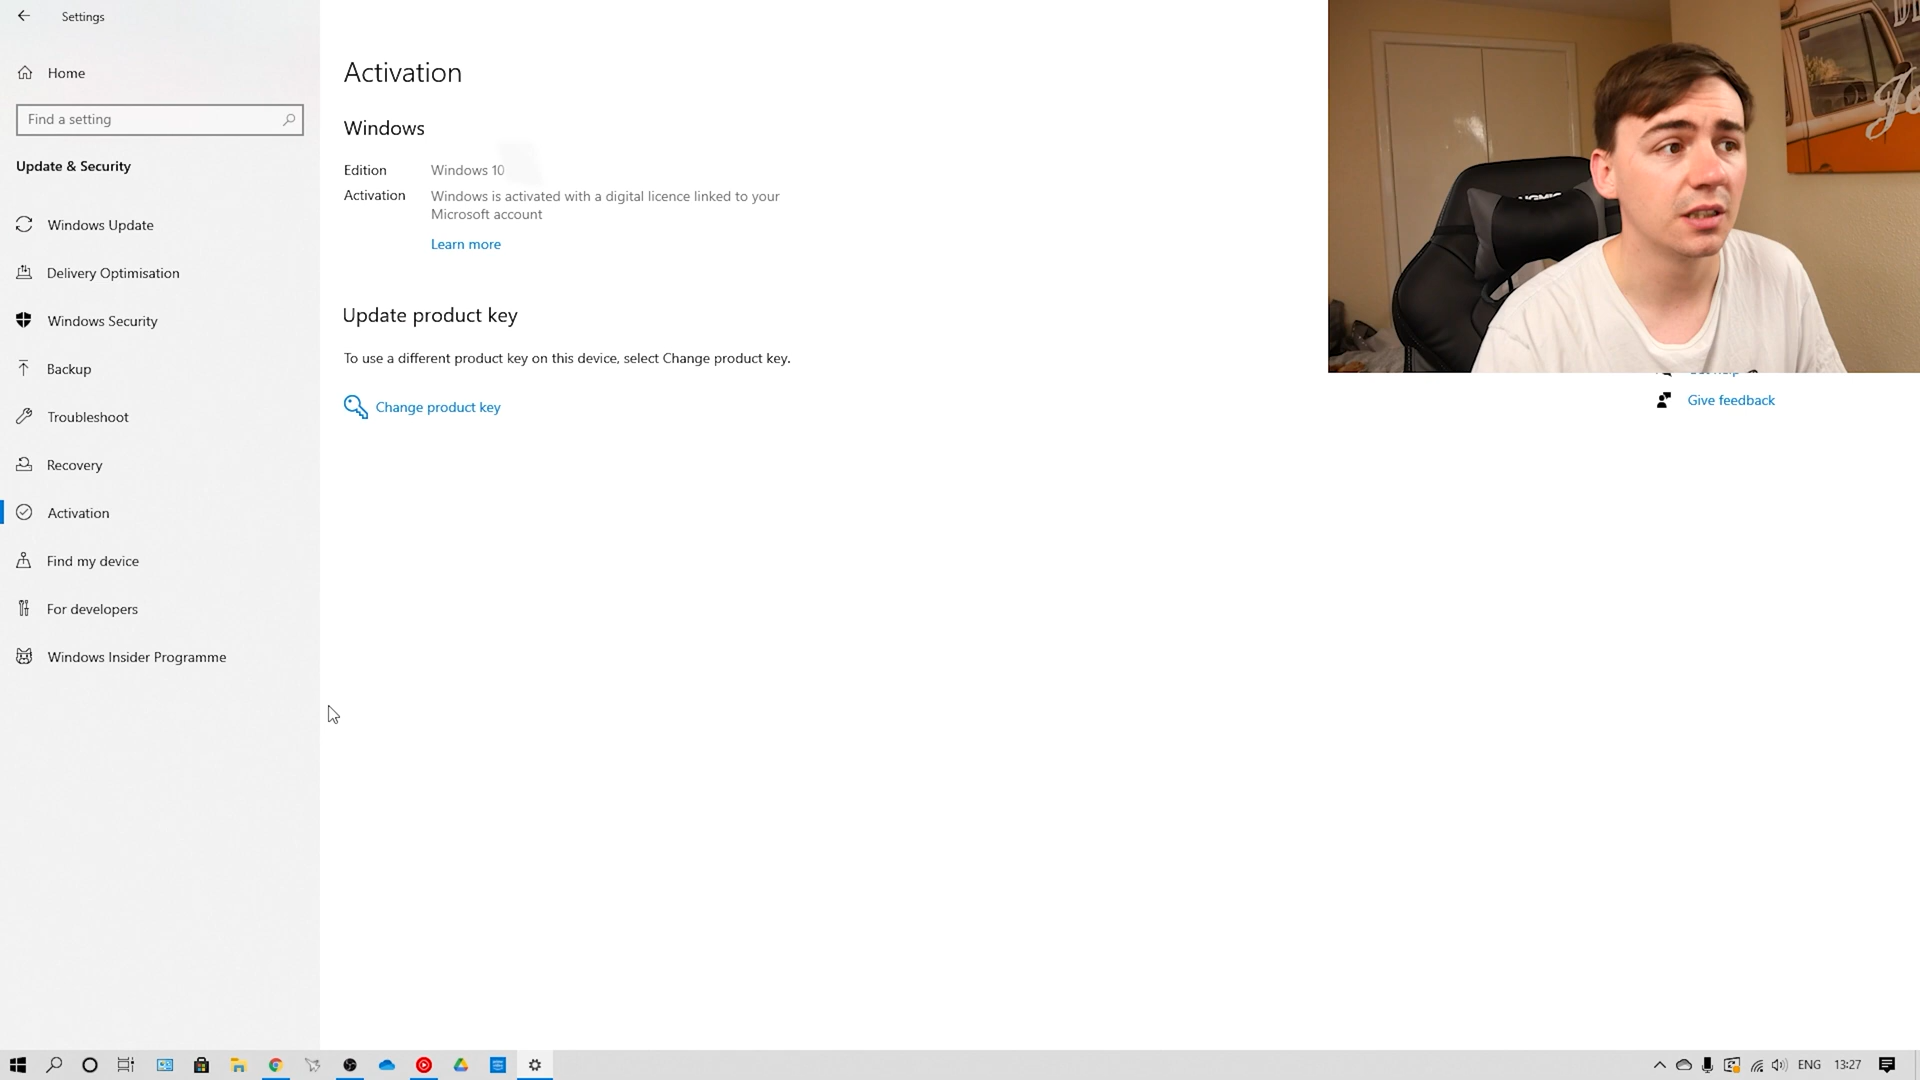 Settings
Home
Find a setting
Update & Security
Windows Update
Delivery Optimisation
Windows Security
Backup
Troubleshoot
Recovery
Activation
Find my device
For developers
Windows Insider Programme
Activation
Windows
Edition
Windows 10
Activation
Windows is activated with a digital licence linked to your
Microsoft account
Learn more
Update product key
To use a different product key on this device, select Change product key.
Change product key
Give feedback
ENG
13:27